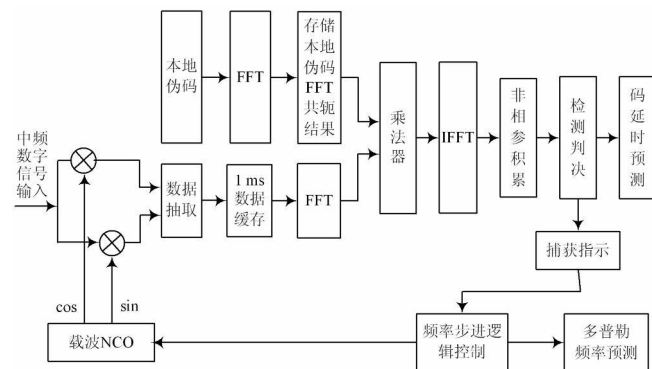 本地
伪码
FFT
存储
本地
伪码
FFT
共轭
结果
中频
数字
信号
输入
数据
抽取
1 ms
数据
缓存
FFT
乘
法
器
IFFT
非
相
参
积
累
检
测
判
决
码
延
时
预
测
捕获指示
cos
sin
载波NCO
频率步进逻
辑控制
多普勒
频率预测